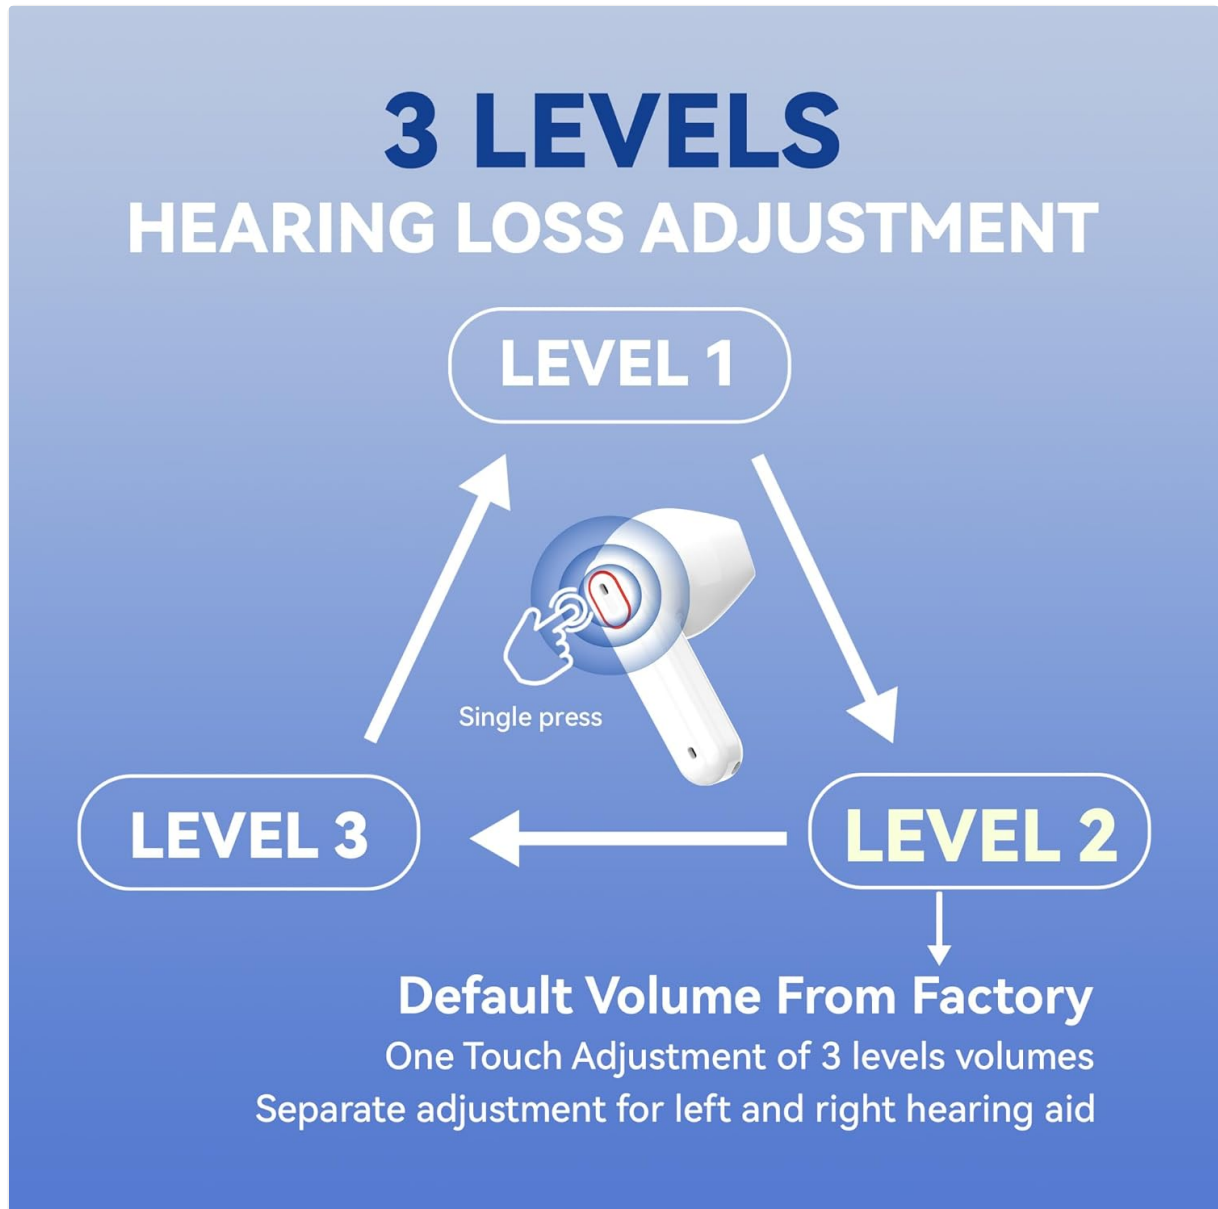 3 LEVELS
HEARING LOSS ADJUSTMENT
LEVEL 1
Single press
LEVEL 3
LEVEL 2
Default Volume From Factory
One Touch Adjustment of 3 levels volumes
Separate adjustment for left and right hearing aid